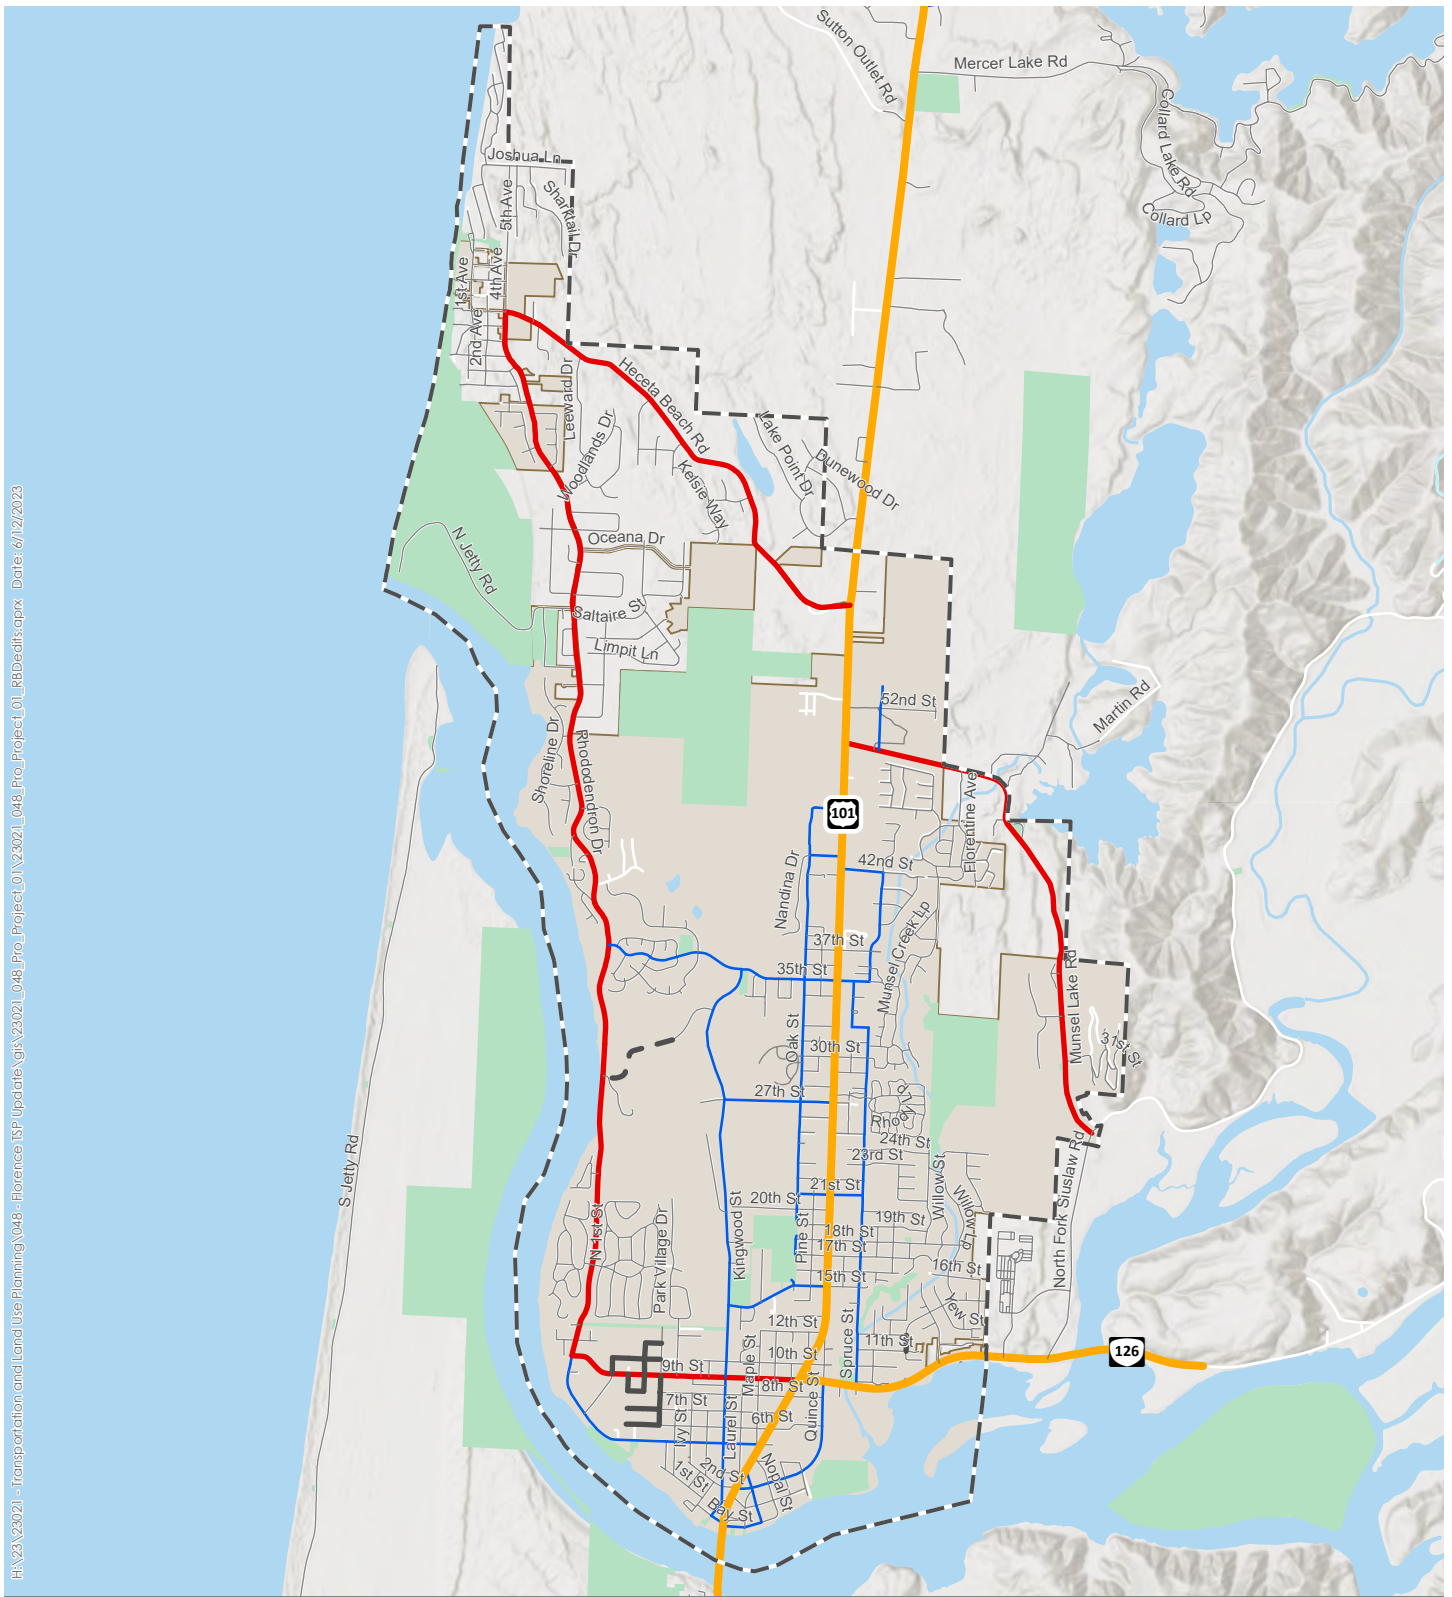 Sutton Outlet Rd
Mercer Lake Rd
Collard Lake Rd
Collard Lp
Joshua Ln
5th Ave
Sharktail Dr
4th Ave
1st Ave
2nd Ave
Leeward Dr
Heceta Beach Rd
Woodlands Dr
Kelsie Way
Lake Point Dr
Dunewood Dr
N Jetty Rd
Oceana Dr
Saltaire St
Limpit Ln
52nd St
Martin Rd
Shoreline Dr
Rhododendron Dr
Florentine Ave
101
42nd St
Nandina Dr
Munsel Creek Lp
37th St
35th St
Munsel Lake Rd
31st St
Oak St
30th St
27th St
Rhody Lp
24th St
23rd St
21st St
20th St
Willow St
Willow Lp
North Fork Siuslaw Rd
S Jetty Rd
N 1st St
Park Village Dr
Kingwood St
Pine St
19th St
18th St
17th St
16th St
15th St
Yew St
12th St
11th St
10th St
Spruce St
Maple St
126
9th St
8th St
7th St
6th St
Quince St
Ivy St
Laurel St
2nd St
1st St
Nopal St
Bay St
H:\23\23021 - Transportation and Land Use Planning\048 - Florence TSP Update\gis\23021_048_Pro_Project_01\23021_048_Pro_Project_01_RBDedits.aprx Date: 6/12/2023